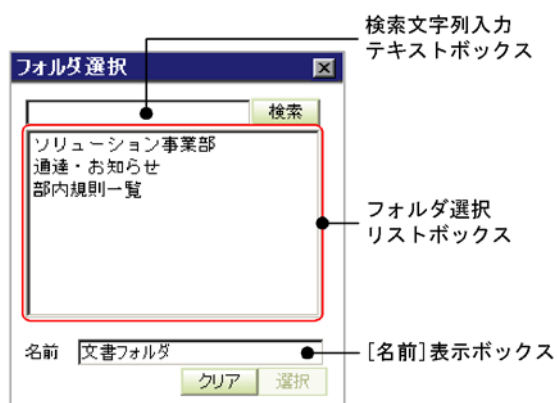 検索文字列入力
テキストボックス
フォルダ選択
検索
ソリューション事業部
通達・お知らせ
部内規則一覧
フォルダ選択
リストボックス
名前 文書フォルダ
[名前]表示ボックス
クリア 選択